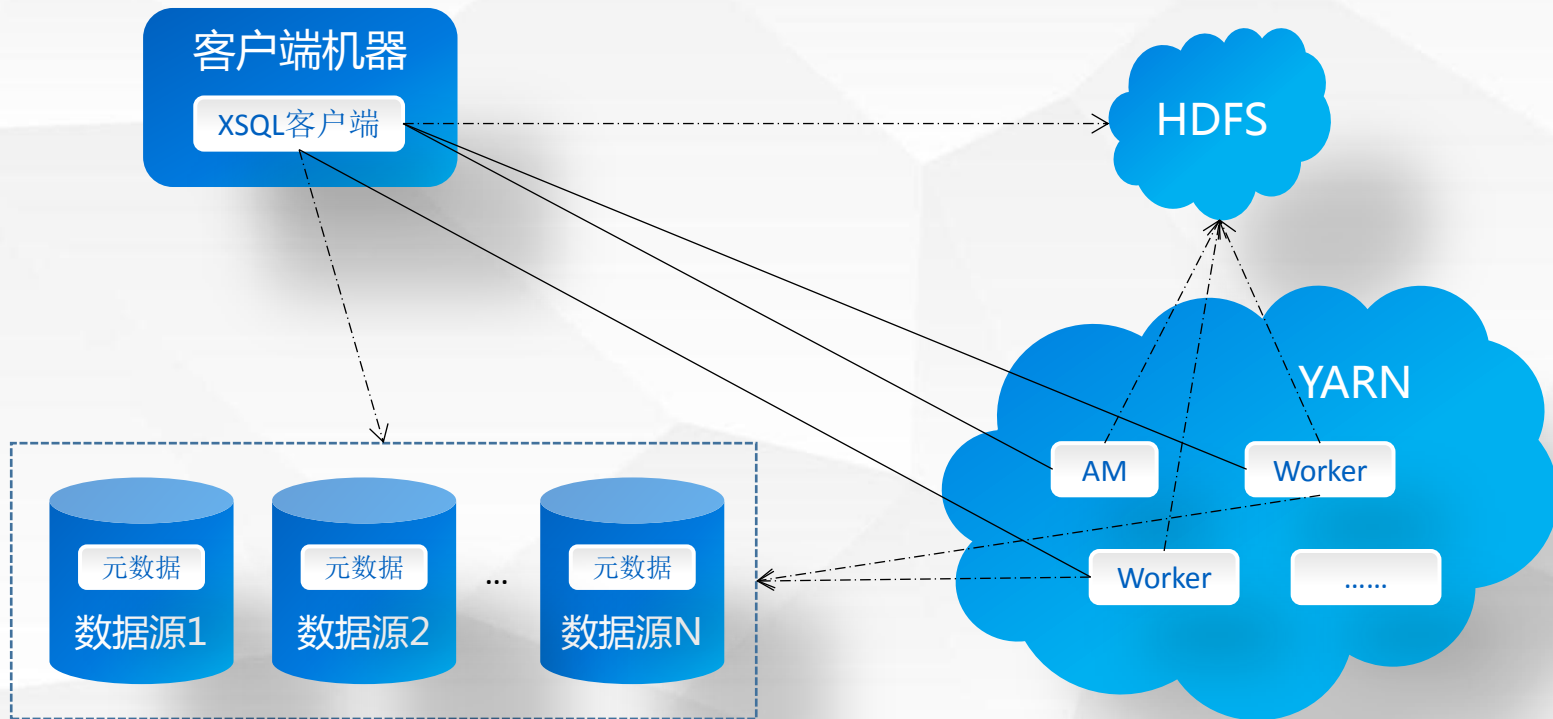 客户端机器
XSQL客户端
HDFS
YARN
AM
Worker
Worker
……
元数据
元数据
...
元数据
数据源1
数据源2
数据源N